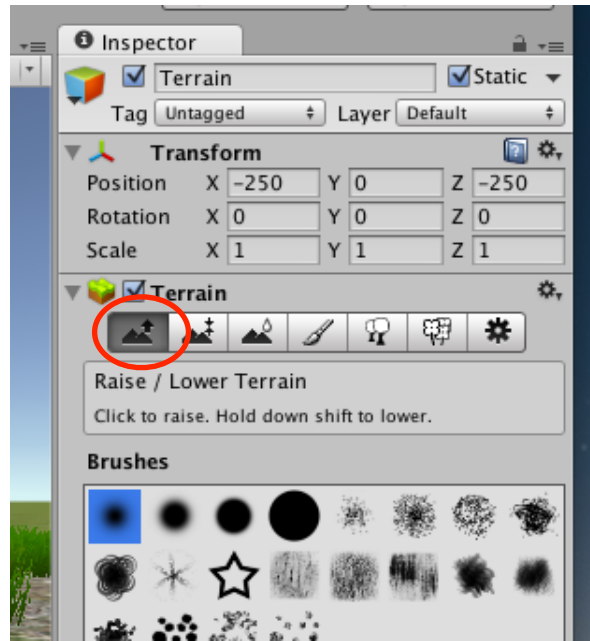 Inspector
Terrain Static
Tag Untagged Layer Default
Transform
Position X -250 Y 0 Z -250
Rotation X 0 Y 0 Z 0
Scale X 1 Y 1 Z 1
Terrain
Raise / Lower Terrain
Click to raise. Hold down shift to lower.
Brushes